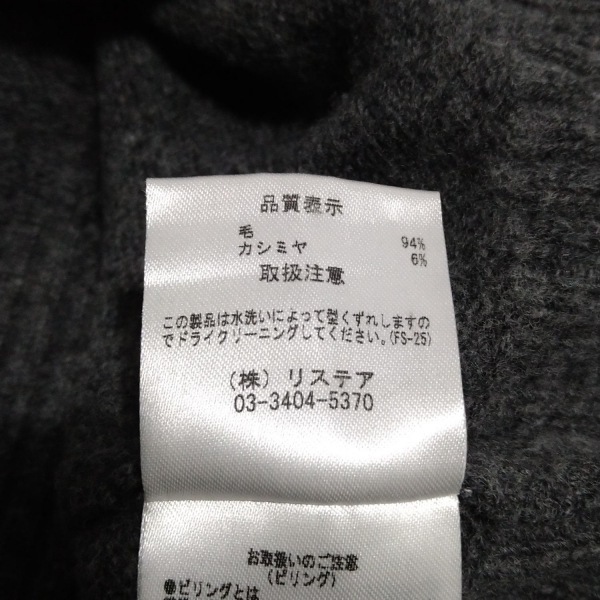 品質表示
毛 94%
カシミヤ 6%
取扱注意
この製品は水洗いによって型くずれしますの
でドライクリーニングしてください。(FS-25)
(株) リステア
03-3404-5370
お取扱いのご注意
(ピリング)
●ピリングとは